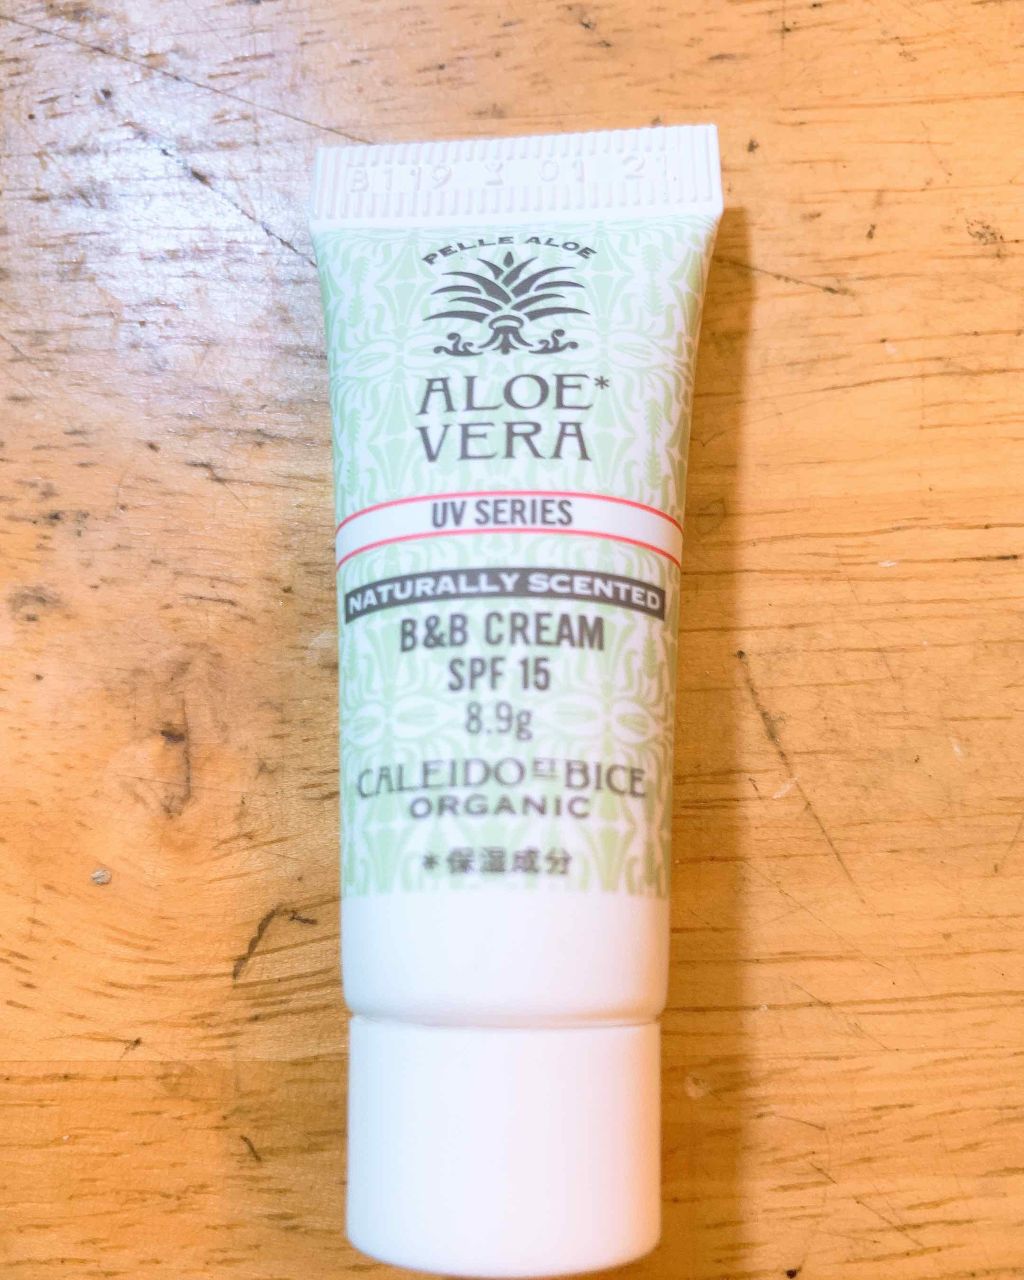 B119 Σ 01 21
PELLE ALOE
ALOE*
VERA
UV SERIES
NATURALLY SCENTED
B&B CREAM
SPF 15
8.9g
CALEIDO ET BICE
ORGANIC
*保湿成分